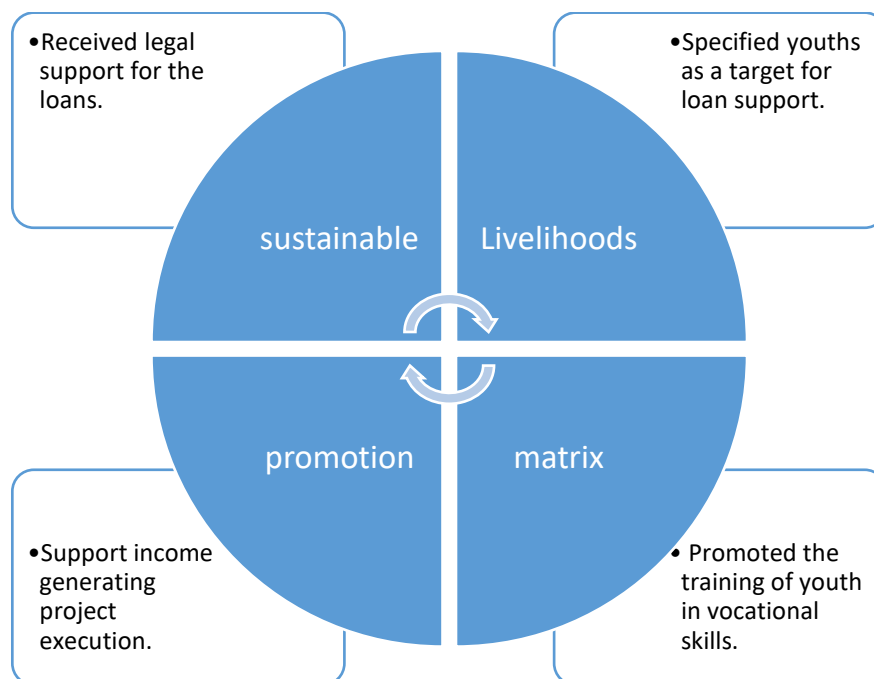 •Received legal
support for the
loans.
•Specified youths
as a target for
loan support.
sustainable
Livelihoods
promotion
matrix
•Support income
generating
project
execution.
• Promoted the
training of youth
in vocational
skills.